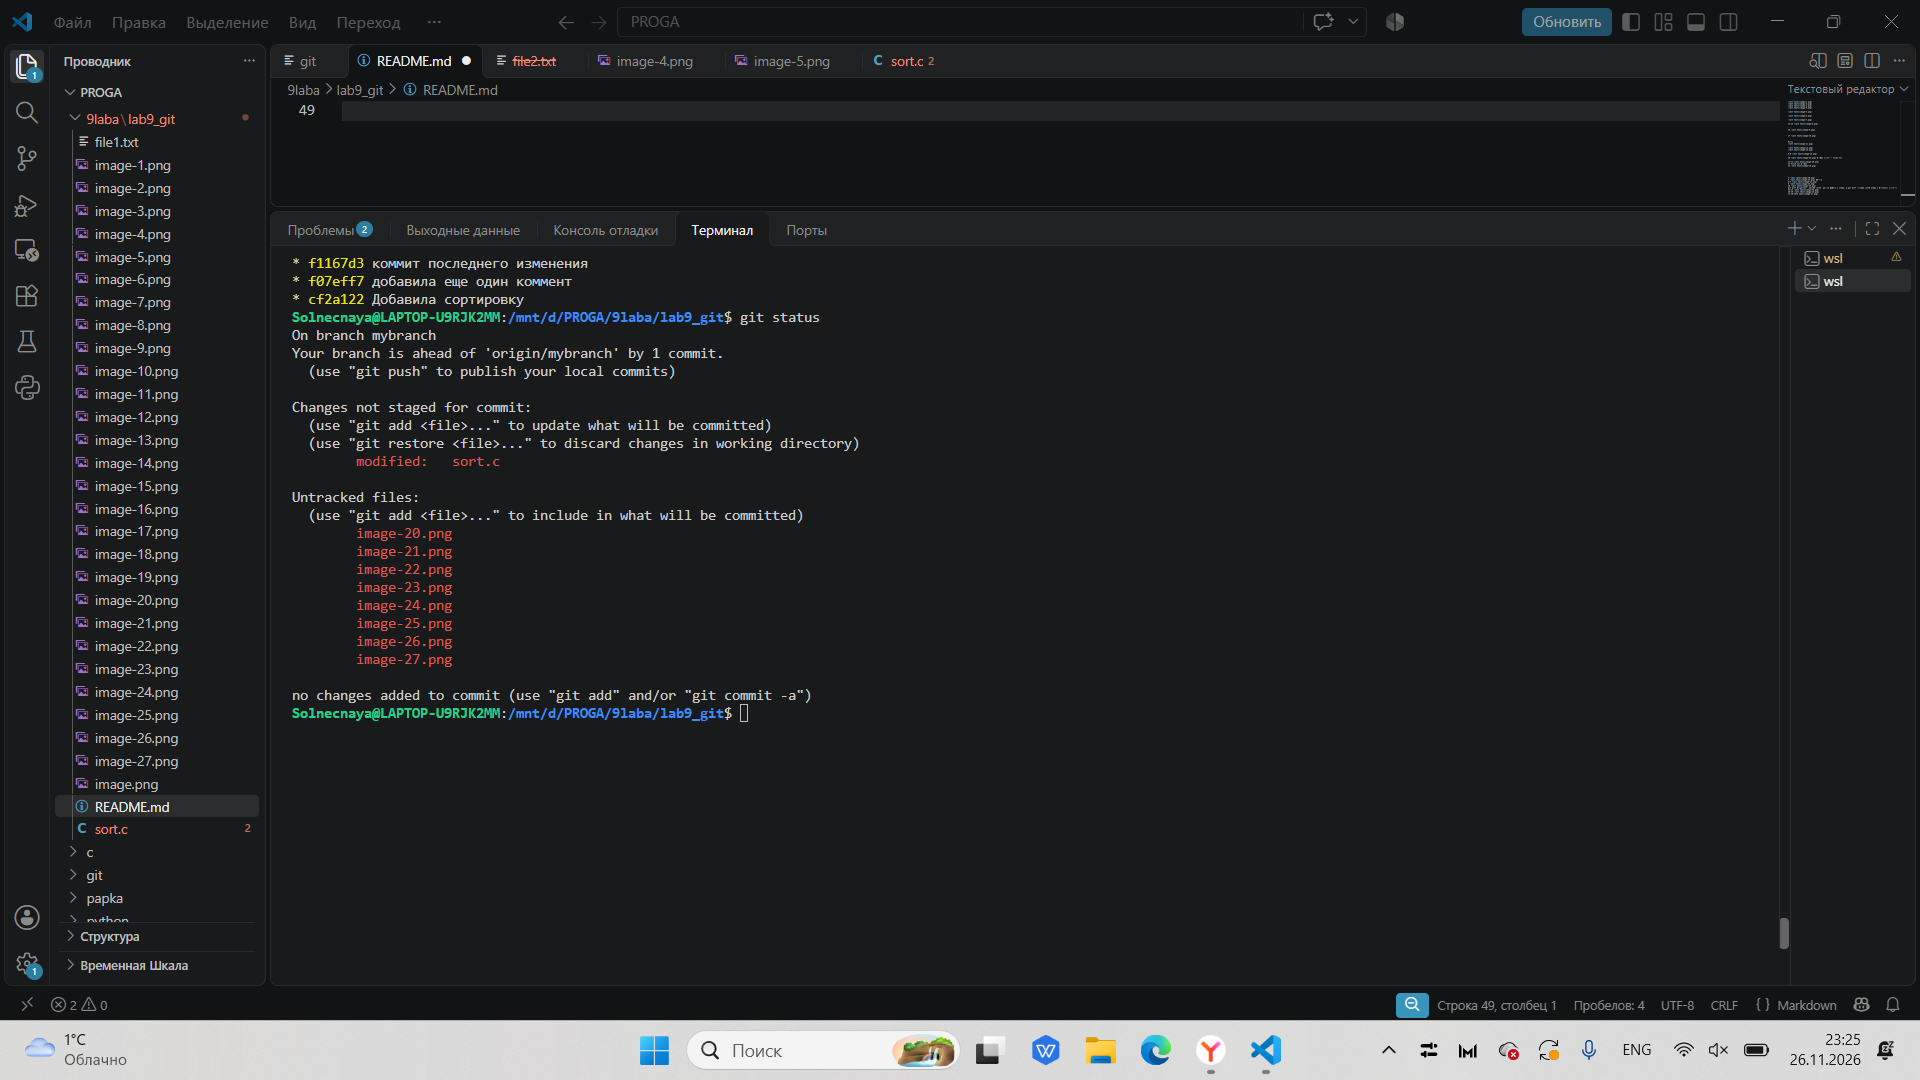 Файл Правка Выделение Вид Переход ···
PROGA
Обновить
Проводник
PROGA
9laba\lab9_git
file1.txt
image-1.png
image-2.png
image-3.png
image-4.png
image-5.png
image-6.png
image-7.png
image-8.png
image-9.png
image-10.png
image-11.png
image-12.png
image-13.png
image-14.png
image-15.png
image-16.png
image-17.png
image-18.png
image-19.png
image-20.png
image-21.png
image-22.png
image-23.png
image-24.png
image-25.png
image-26.png
image-27.png
image.png
README.md
sort.c 2
c
git
papka
python
Структура
Временная Шкала
1
1
git README.md file2.txt image-4.png image-5.png C sort.c 2
9laba > lab9_git > README.md
Текстовый редактор
49
Проблемы 2 Выходные данные Консоль отладки Терминал Порты
wsl
wsl
* f1167d3 коммит последнего изменения
* f07eff7 добавила еще один коммент
* cf2a122 Добавила сортировку
Solnecnaya@LAPTOP-U9RJK2MM:/mnt/d/PROGA/9laba/lab9_git$ git status
On branch mybranch
Your branch is ahead of 'origin/mybranch' by 1 commit.
(use "git push" to publish your local commits)
Changes not staged for commit:
(use "git add <file>..." to update what will be committed)
(use "git restore <file>..." to discard changes in working directory)
modified: sort.c
Untracked files:
(use "git add <file>..." to include in what will be committed)
image-20.png
image-21.png
image-22.png
image-23.png
image-24.png
image-25.png
image-26.png
image-27.png
no changes added to commit (use "git add" and/or "git commit -a")
Solnecnaya@LAPTOP-U9RJK2MM:/mnt/d/PROGA/9laba/lab9_git$
2 0
Строка 49, столбец 1 Пробелов: 4 UTF-8 CRLF {} Markdown
1°C
Облачно
Поиск
ENG
23:25
26.11.2026